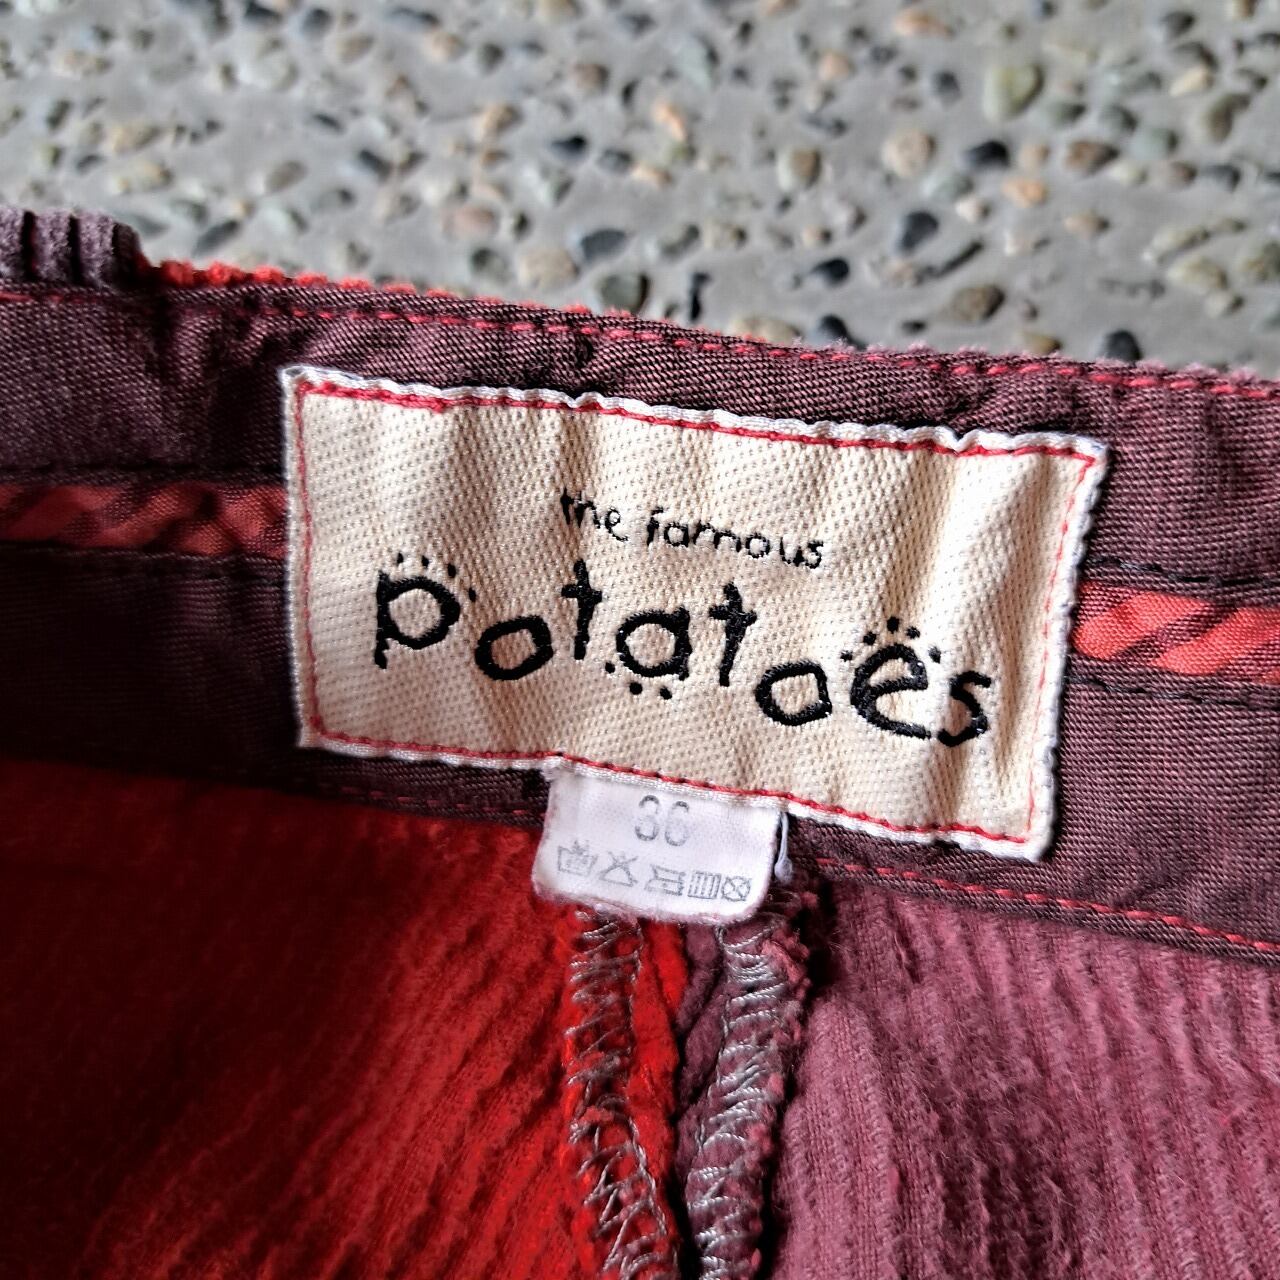 the famous
potatoes
36